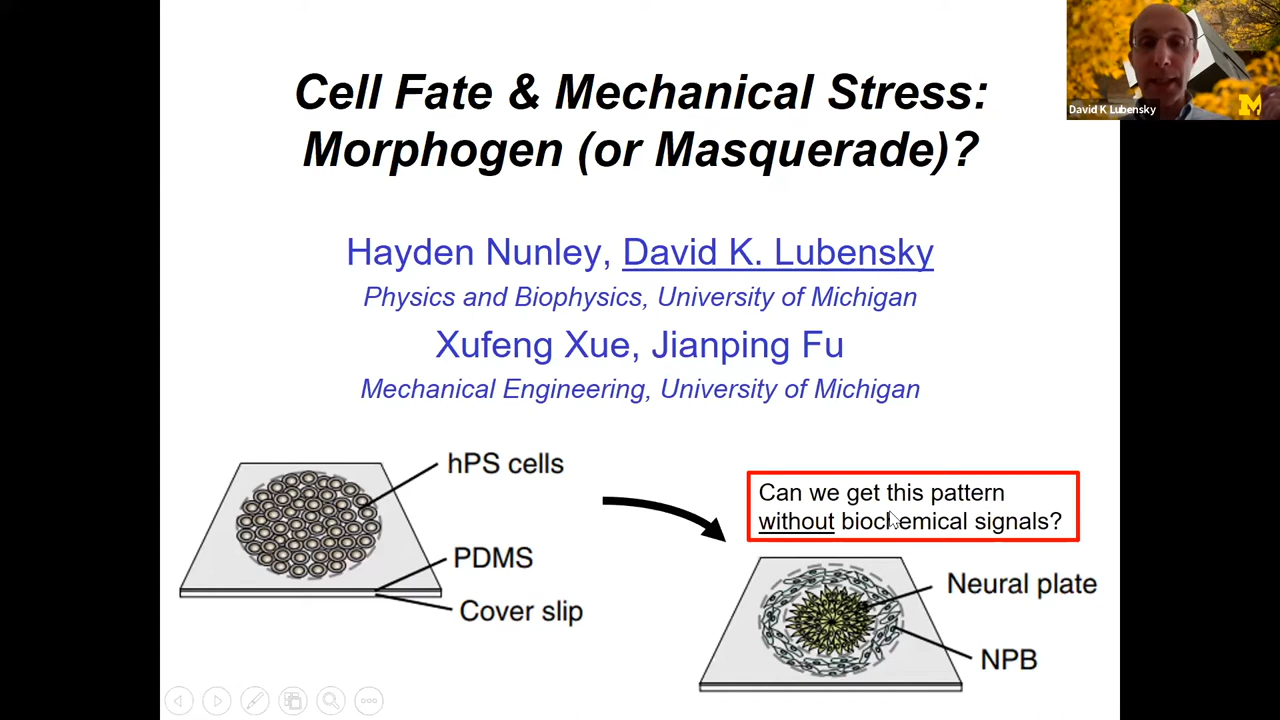 Cell Fate & Mechanical Stress:
Morphogen (or Masquerade)?
David K Lubensky
M
Hayden Nunley, David K. Lubensky
Physics and Biophysics, University of Michigan
Xufeng Xue, Jianping Fu
Mechanical Engineering, University of Michigan
hPS cells
PDMS
Cover slip
Can we get this pattern
without biochemical signals?
Neural plate
NPB